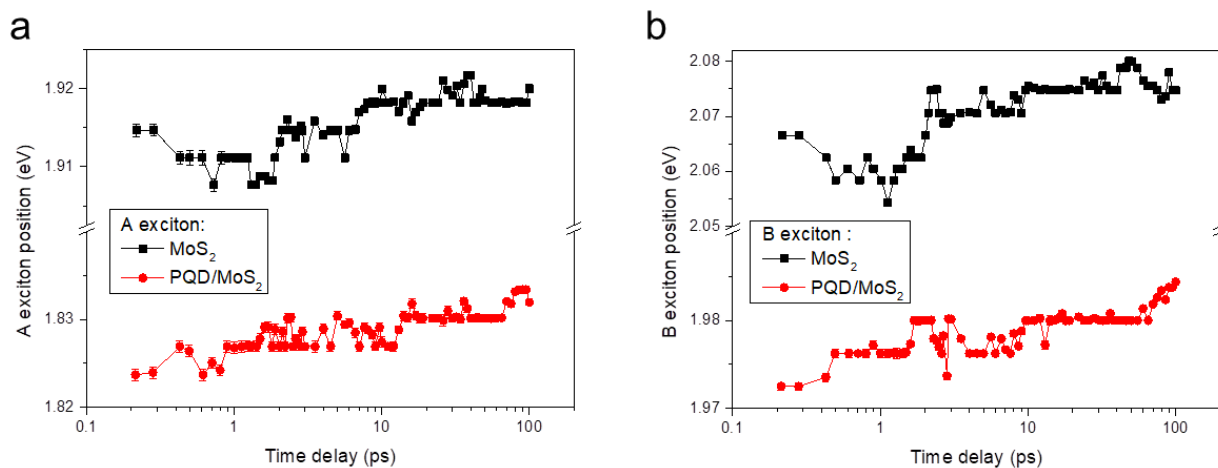 a
1.92
1.91
1.90
1.83
1.82
A exciton position (eV)
A exciton:
MoS₂
PQD/MoS₂
0.1
1
10
100
Time delay (ps)
b
2.08
2.07
2.06
2.05
1.98
1.97
B exciton position (eV)
B exciton :
MoS₂
PQD/MoS₂
0.1
1
10
100
Time delay (ps)